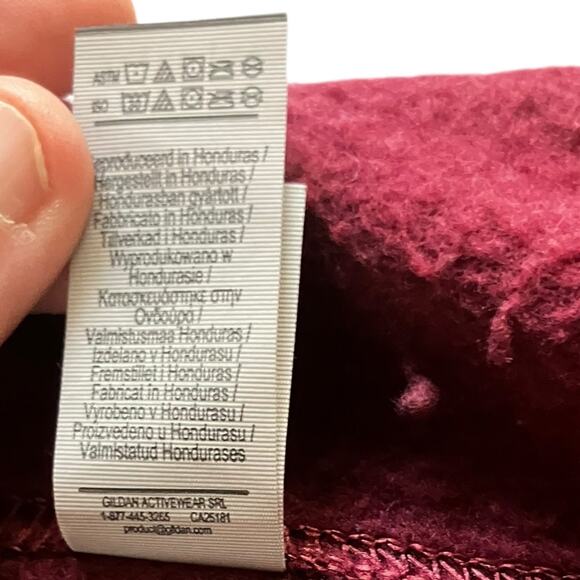 ASTM
ISO 30
eproduceerd in Honduras /
Hergestellt in Honduras /
Hondurasban gyártott /
Fabbricato in Honduras /
Tillverkad i Honduras /
Wyprodukowano w
Hondurasie /
Κατασκευάστηκε στην
Ονδούρα /
Valmistusmaa Honduras /
Izdelano v Hondurasu /
Fremstillet i Honduras /
Fabricat în Honduras /
Vyrobeno v Hondurasu /
Proizvedeno u Hondurasu /
Valmistatud Hondurases
GILDAN ACTIVEWEAR SRL
1-877-445-3265 CA25181
product@gildan.com